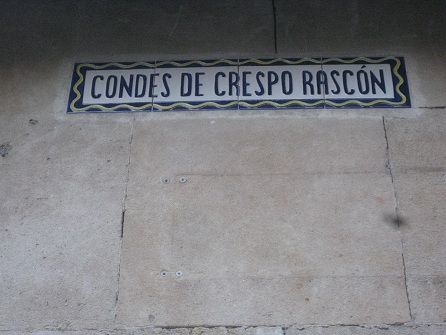 CONDES DE CRESPO RASCÓN